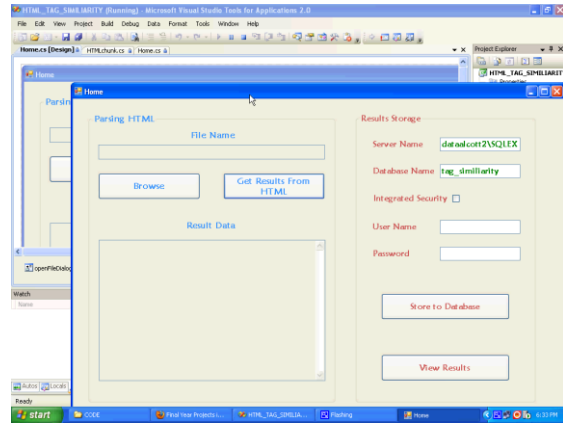 HTML_TAG_SIMILIARITY (Running) - Microsoft Visual Studio Tools for Applications 2.0
File Edit View Project Build Debug Data Format Tools Studio Window Help
Home.cs [Design] HTMLchunk.cs Home.cs
Project Explorer
HTML_TAG_SIMILIARIT
Properties
Home
Parsin
Home
Parsing HTML
Results Storage
File Name
Server Name dataalcott2\SQLEX
Database Name tag_similiarity
Browse
Get Results From HTML
Integrated Security
Result Data
User Name
Password
openFileDialog
Watch
Name
Store to Database
View Results
Autos Locals
Ready
start CODE Final Year Projects i... HTML_TAG_SIMILIA... Flashing Home 6:33 PM